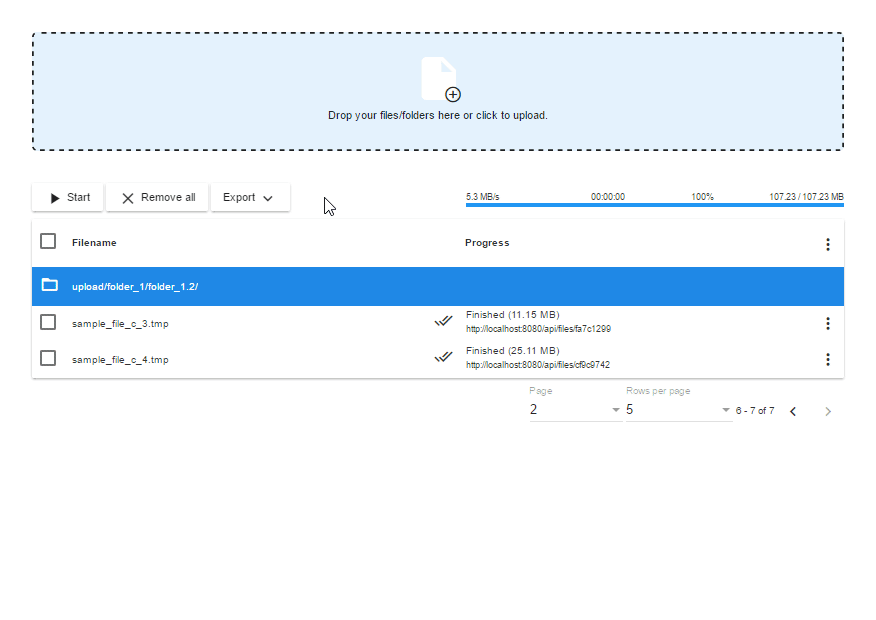 Drop your files/folders here or click to upload.
Start Remove all Export 5.3 MB/s 00:00:00 100% 107.23 / 107.23 MB
Filename Progress
upload/folder_1/folder_1.2/
sample_file_c_3.tmp Finished (11.15 MB)
http://localhost:8080/api/files/fa7c1299
sample_file_c_4.tmp Finished (25.11 MB)
http://localhost:8080/api/files/cf9c9742
Page Rows per page
2 5 6 - 7 of 7